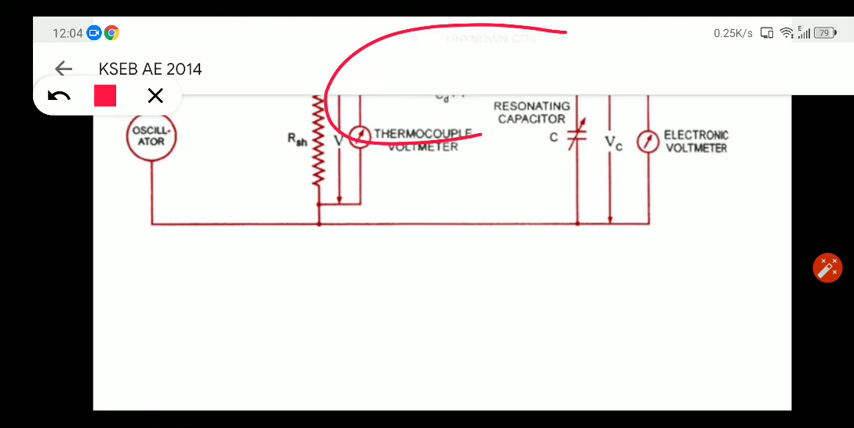 12:04
0.25K/s
79
KSEB AE 2014
RESONATING
CAPACITOR
C
OSCILL-
ATOR
Rsh
V
THERMOCOUPLE
VOLTMETER
Vc
ELECTRONIC
VOLTMETER